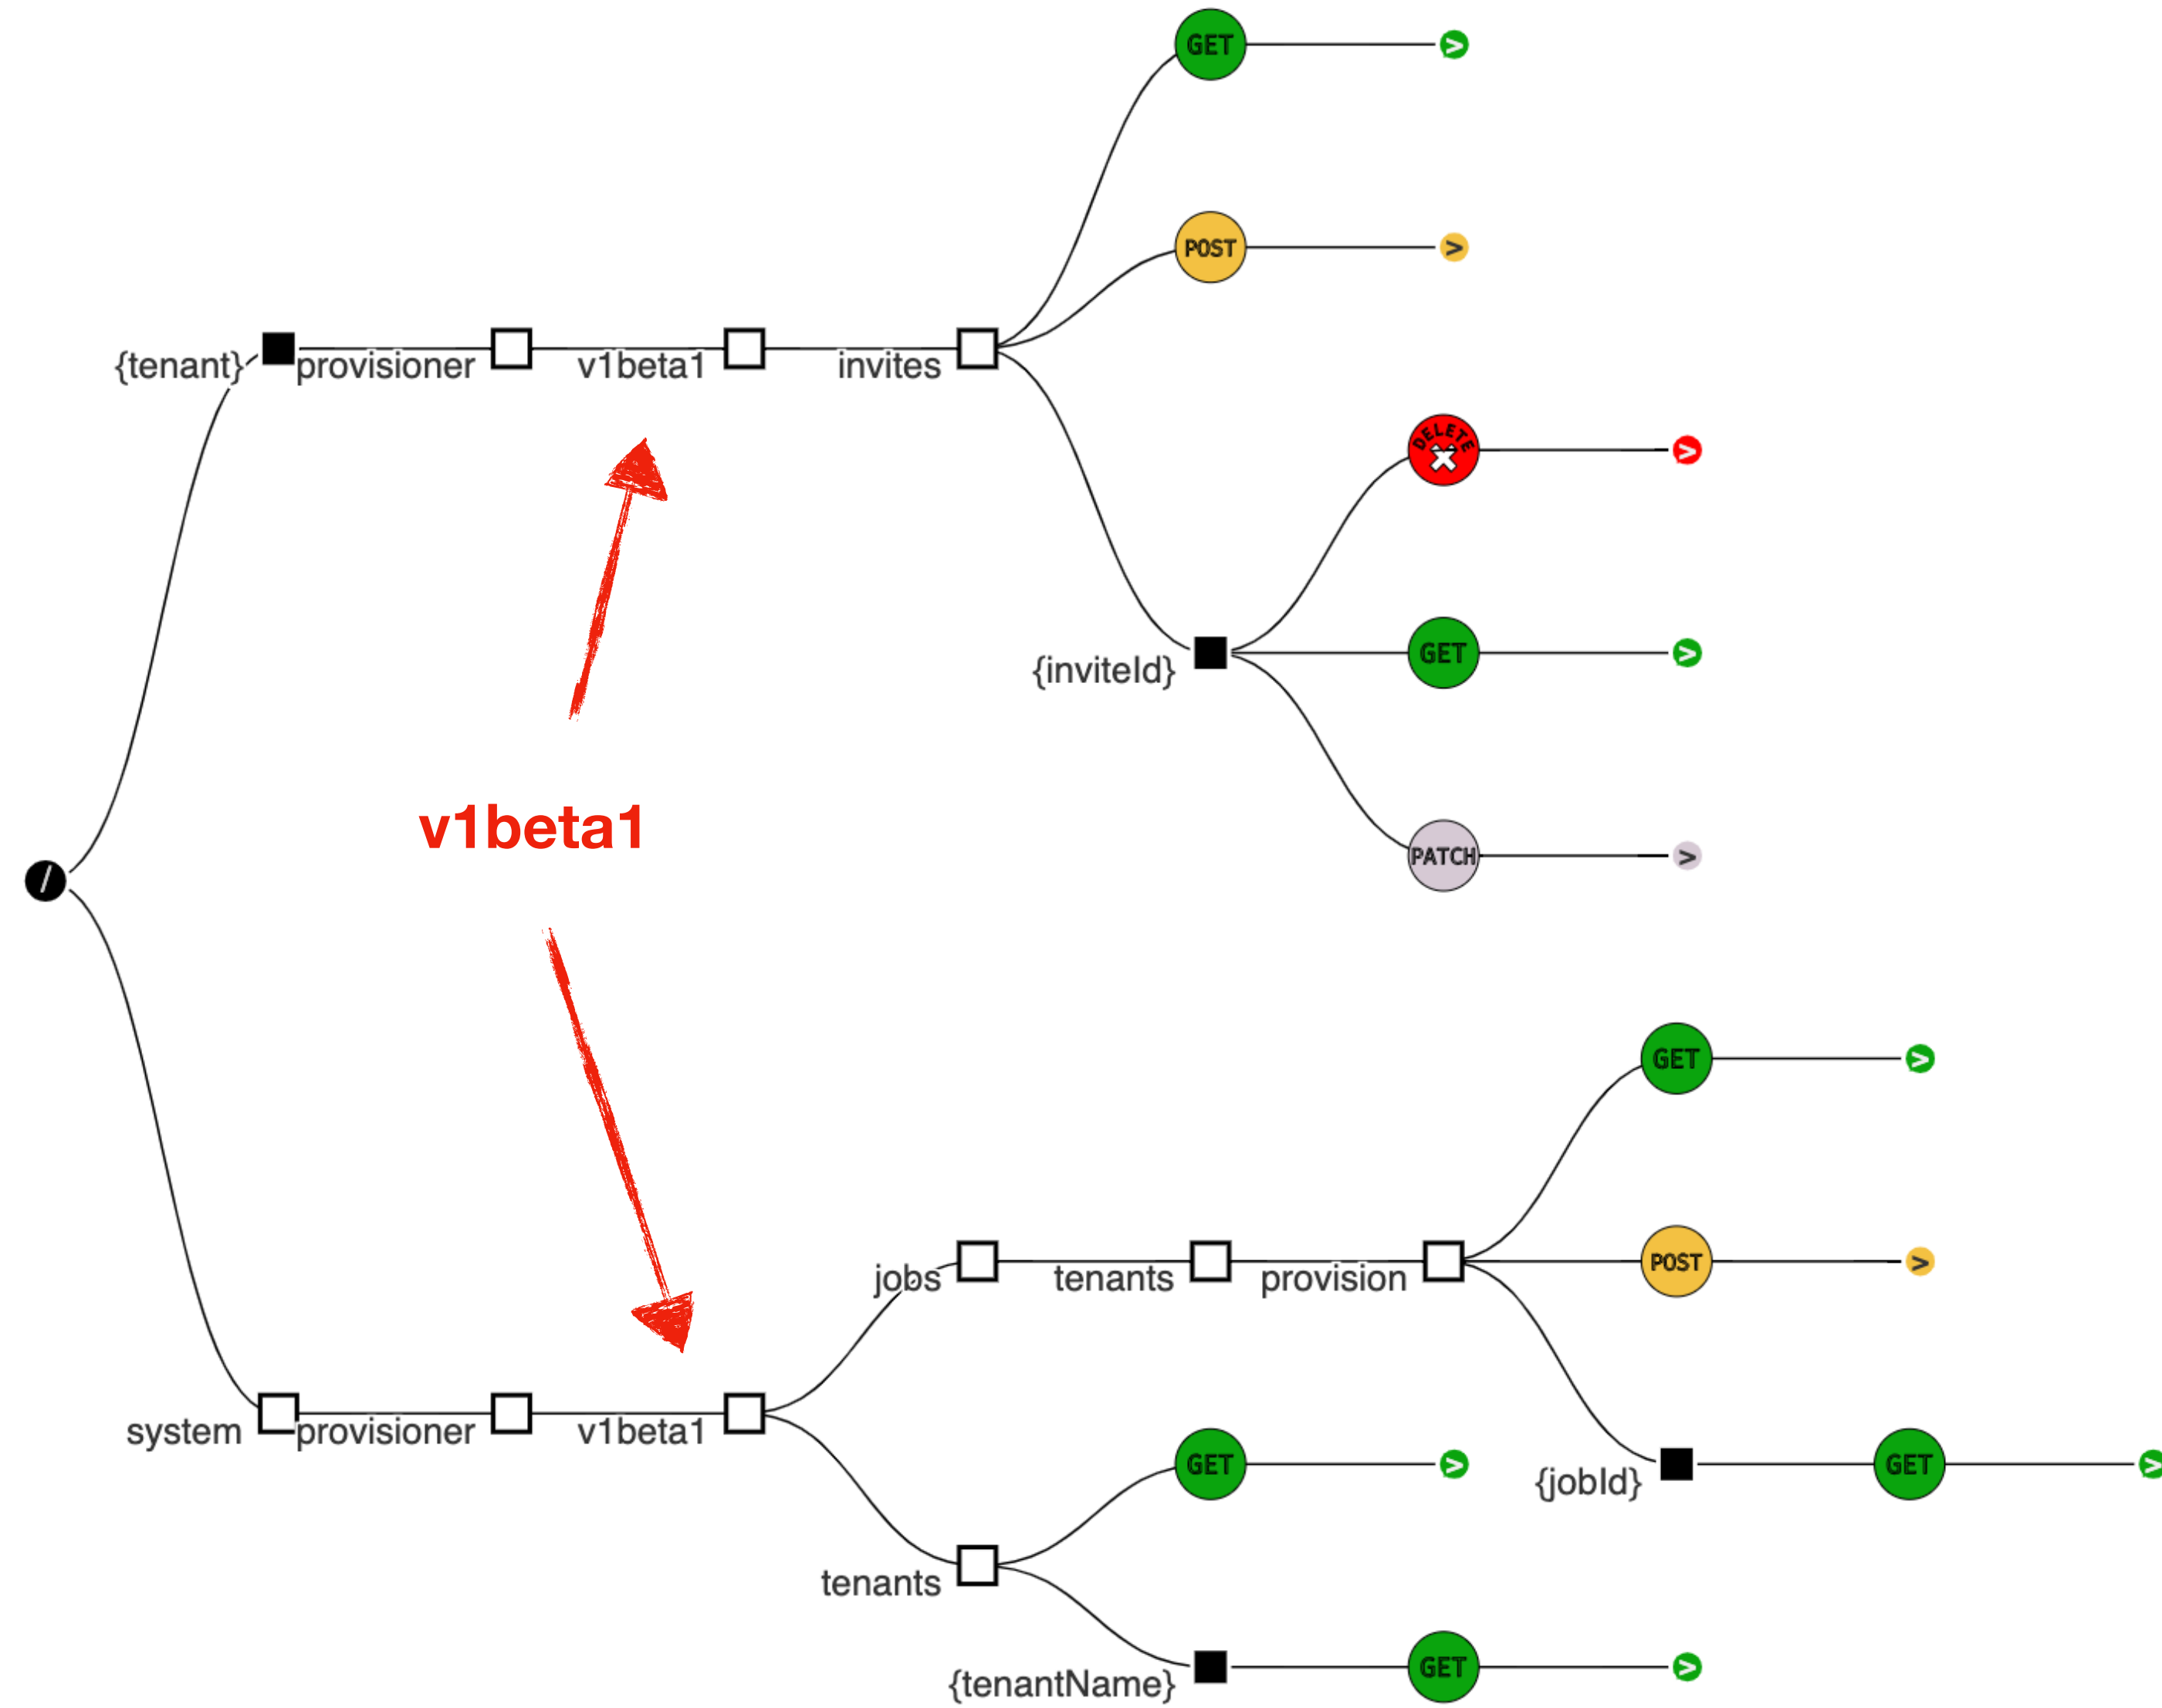 GET >
POST >
{tenant} provisioner v1beta1 invites
DELETE >
{inviteId} GET >
v1beta1
PATCH >
/
GET >
jobs tenants provision POST >
system provisioner v1beta1
GET >
{jobId} GET >
tenants
{tenantName} GET >